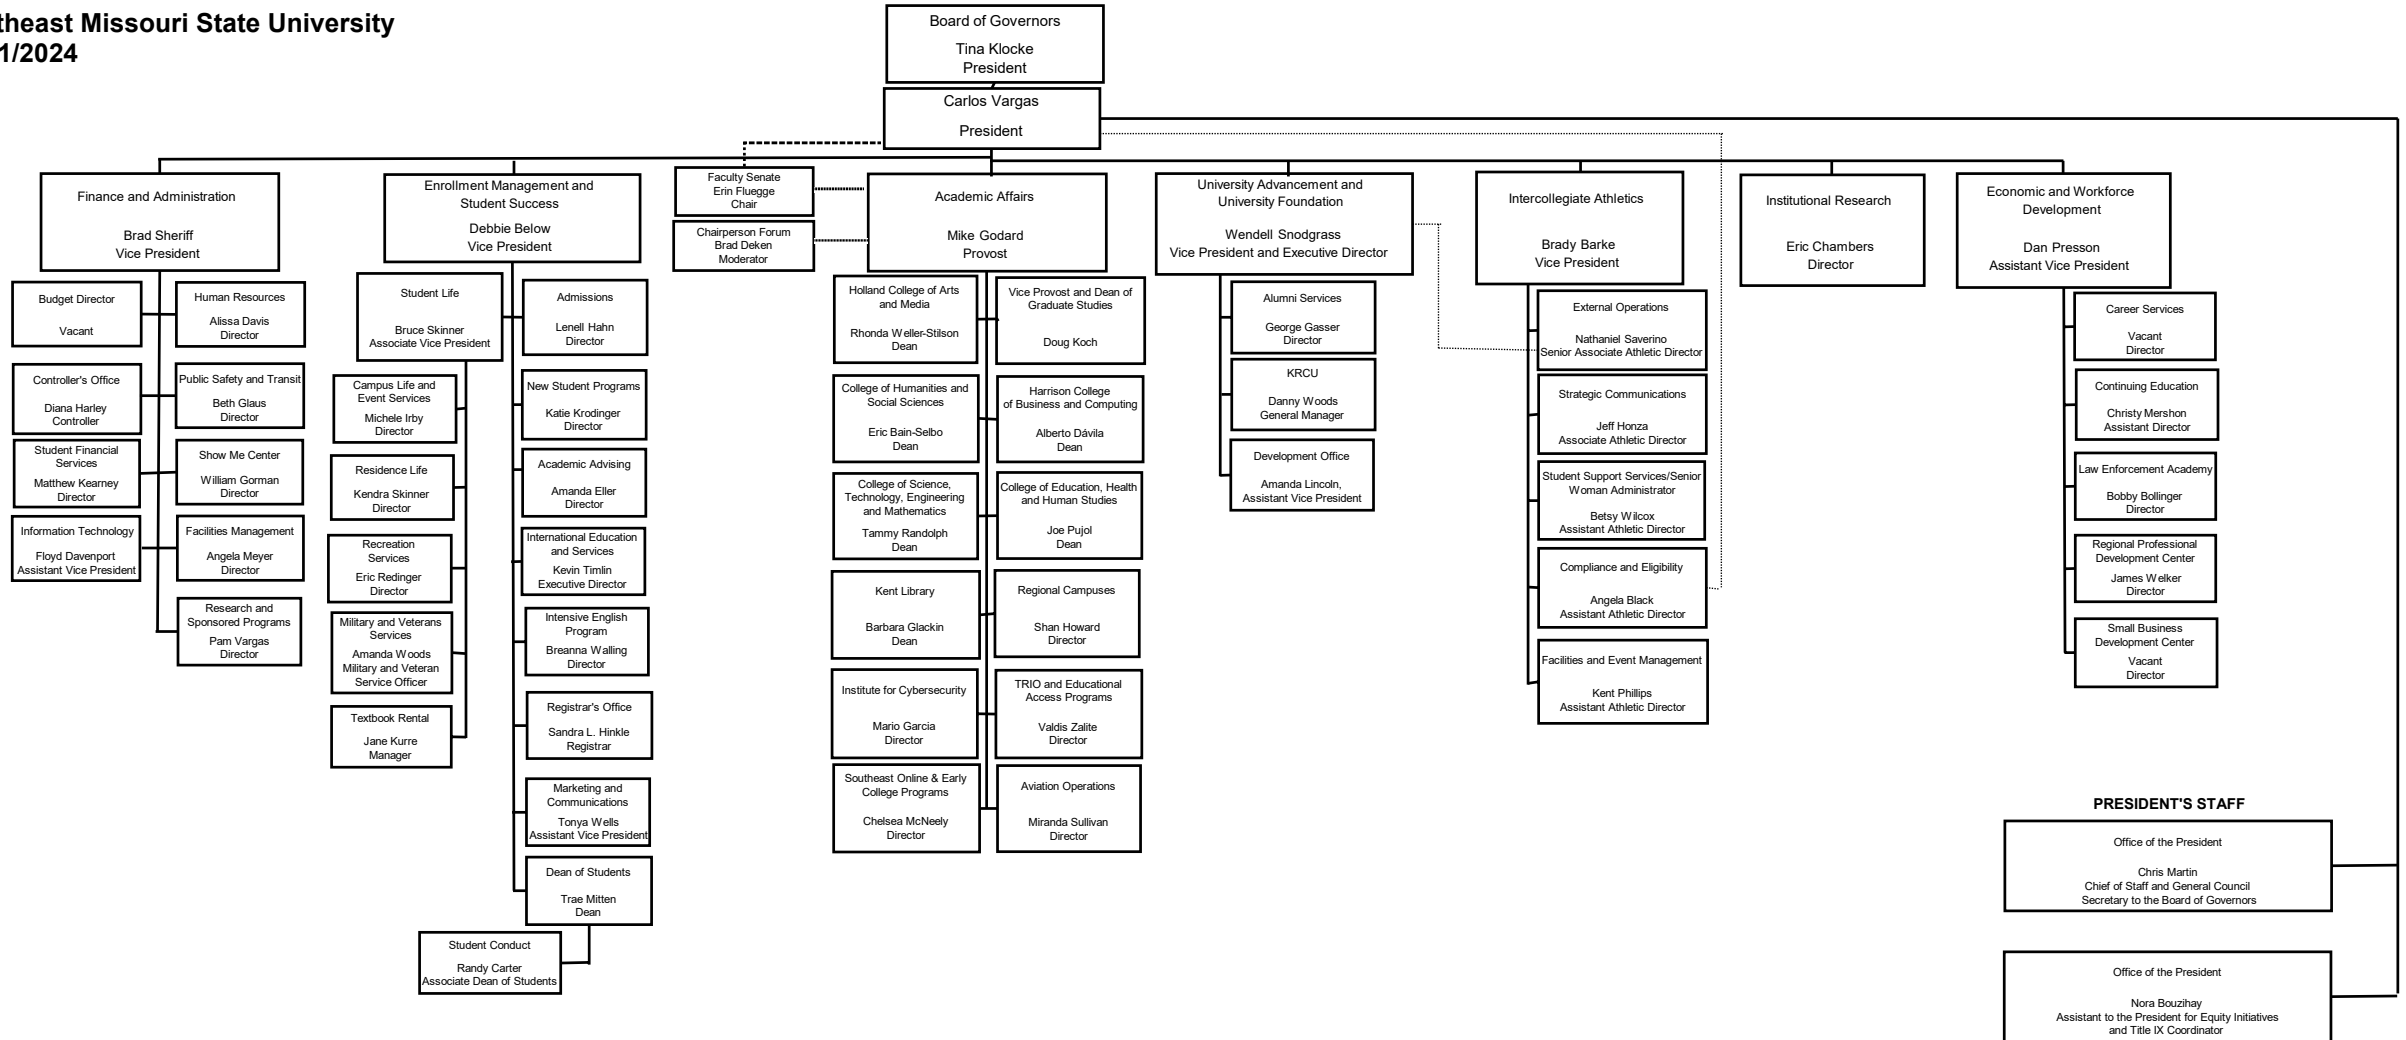 theast Missouri State University
1/2024
Board of Governors
Tina Klocke
President
Carlos Vargas
President
Finance and Administration
Brad Sheriff
Vice President
Enrollment Management and
Student Success
Debbie Below
Vice President
Faculty Senate
Erin Fluegge
Chair
Chairperson Forum
Brad Deken
Moderator
Academic Affairs
Mike Godard
Provost
University Advancement and
University Foundation
Wendell Snodgrass
Vice President and Executive Director
Intercollegiate Athletics
Brady Barke
Vice President
Institutional Research
Eric Chambers
Director
Economic and Workforce
Development
Dan Presson
Assistant Vice President
Budget Director
Vacant
Human Resources
Alissa Davis
Director
Controller's Office
Diana Harley
Controller
Public Safety and Transit
Beth Glaus
Director
Student Financial
Services
Matthew Kearney
Director
Show Me Center
William Gorman
Director
Information Technology
Floyd Davenport
Assistant Vice President
Facilities Management
Angela Meyer
Director
Research and
Sponsored Programs
Pam Vargas
Director
Student Life
Bruce Skinner
Associate Vice President
Campus Life and
Event Services
Michele Irby
Director
Residence Life
Kendra Skinner
Director
Recreation
Services
Eric Redinger
Director
Military and Veterans
Services
Amanda Woods
Military and Veteran
Service Officer
Textbook Rental
Jane Kurre
Manager
Admissions
Lenell Hahn
Director
New Student Programs
Katie Krodinger
Director
Academic Advising
Amanda Eller
Director
International Education
and Services
Kevin Timlin
Executive Director
Intensive English
Program
Breanna Walling
Director
Registrar's Office
Sandra L. Hinkle
Registrar
Marketing and
Communications
Tonya Wells
Assistant Vice President
Dean of Students
Trae Mitten
Dean
Student Conduct
Randy Carter
Associate Dean of Students
Holland College of Arts
and Media
Rhonda Weller-Stilson
Dean
Vice Provost and Dean of
Graduate Studies
Doug Koch
College of Humanities and
Social Sciences
Eric Bain-Selbo
Dean
Harrison College
of Business and Computing
Alberto Dávila
Dean
College of Science,
Technology, Engineering
and Mathematics
Tammy Randolph
Dean
College of Education, Health
and Human Studies
Joe Pujol
Dean
Kent Library
Barbara Glackin
Dean
Regional Campuses
Shan Howard
Director
Institute for Cybersecurity
Mario Garcia
Director
TRIO and Educational
Access Programs
Valdis Zalite
Director
Southeast Online & Early
College Programs
Chelsea McNeely
Director
Aviation Operations
Miranda Sullivan
Director
Alumni Services
George Gasser
Director
KRCU
Danny Woods
General Manager
Development Office
Amanda Lincoln,
Assistant Vice President
External Operations
Nathaniel Saverino
Senior Associate Athletic Director
Strategic Communications
Jeff Honza
Associate Athletic Director
Student Support Services/Senior
Woman Administrator
Betsy Wilcox
Assistant Athletic Director
Compliance and Eligibility
Angela Black
Assistant Athletic Director
Facilities and Event Management
Kent Phillips
Assistant Athletic Director
Career Services
Vacant
Director
Continuing Education
Christy Mershon
Assistant Director
Law Enforcement Academy
Bobby Bollinger
Director
Regional Professional
Development Center
James Welker
Director
Small Business
Development Center
Vacant
Director
PRESIDENT'S STAFF
Office of the President
Chris Martin
Chief of Staff and General Council
Secretary to the Board of Governors
Office of the President
Nora Bouzihay
Assistant to the President for Equity Initiatives
and Title IX Coordinator